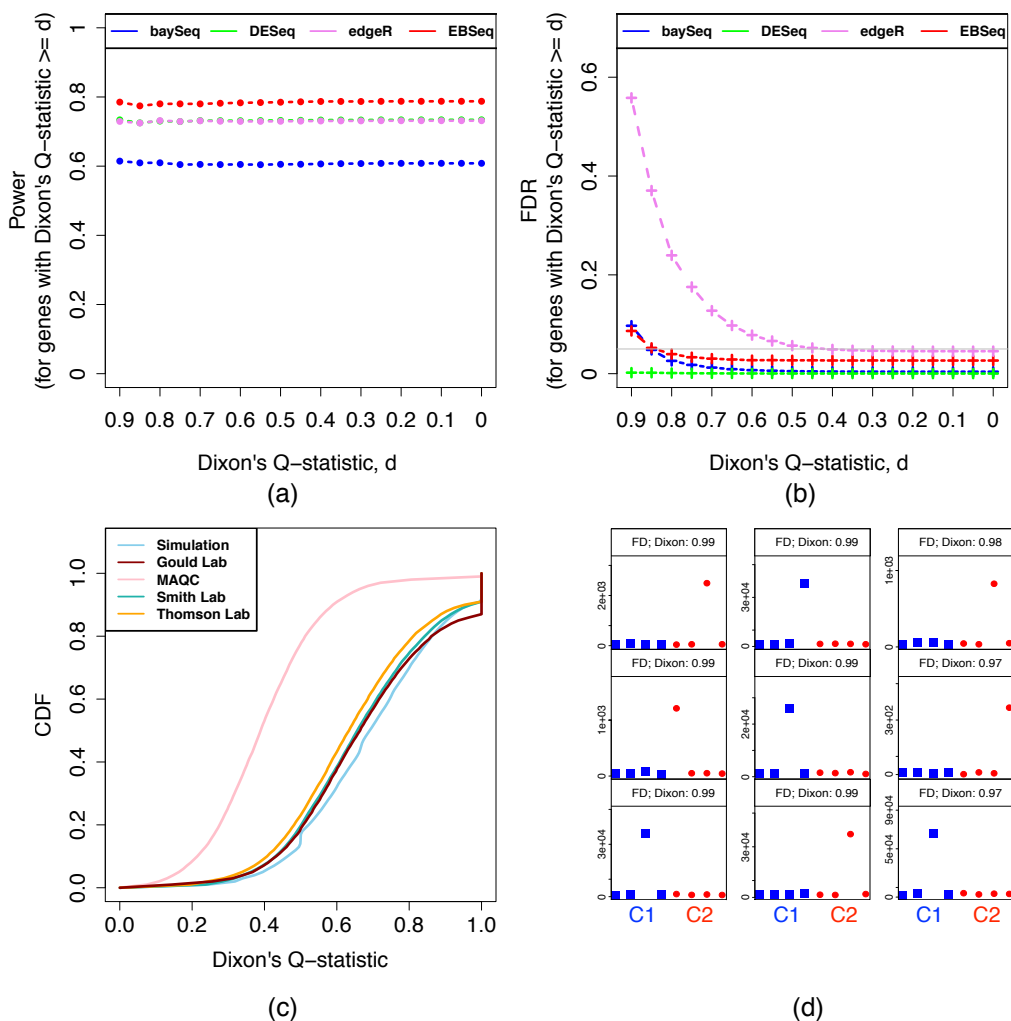 baySeq DESeq edgeR EBSeq
Power
(for genes with Dixon's Q−statistic >= d)
1
0.8
0.6
0.4
0.2
0
0.9 0.8 0.7 0.6 0.5 0.4 0.3 0.2 0.1 0
Dixon's Q−statistic, d
(a)
baySeq DESeq edgeR EBSeq
FDR
(for genes with Dixon's Q−statistic >= d)
0.6
0.4
0.2
0
0.9 0.8 0.7 0.6 0.5 0.4 0.3 0.2 0.1 0
Dixon's Q−statistic, d
(b)
Simulation
Gould Lab
MAQC
Smith Lab
Thomson Lab
CDF
1.0
0.8
0.6
0.4
0.2
0.0
0.0 0.2 0.4 0.6 0.8 1.0
Dixon's Q−statistic
(c)
FD; Dixon: 0.99
2e+03
0
FD; Dixon: 0.99
3e+04
0
FD; Dixon: 0.98
1e+03
0
FD; Dixon: 0.99
1e+03
0
FD; Dixon: 0.99
2e+04
0
FD; Dixon: 0.97
3e+02
0
FD; Dixon: 0.99
3e+04
0
FD; Dixon: 0.99
3e+04
0
FD; Dixon: 0.97
9e+04
5e+04
0
C1 C2
C1 C2
C1 C2
(d)